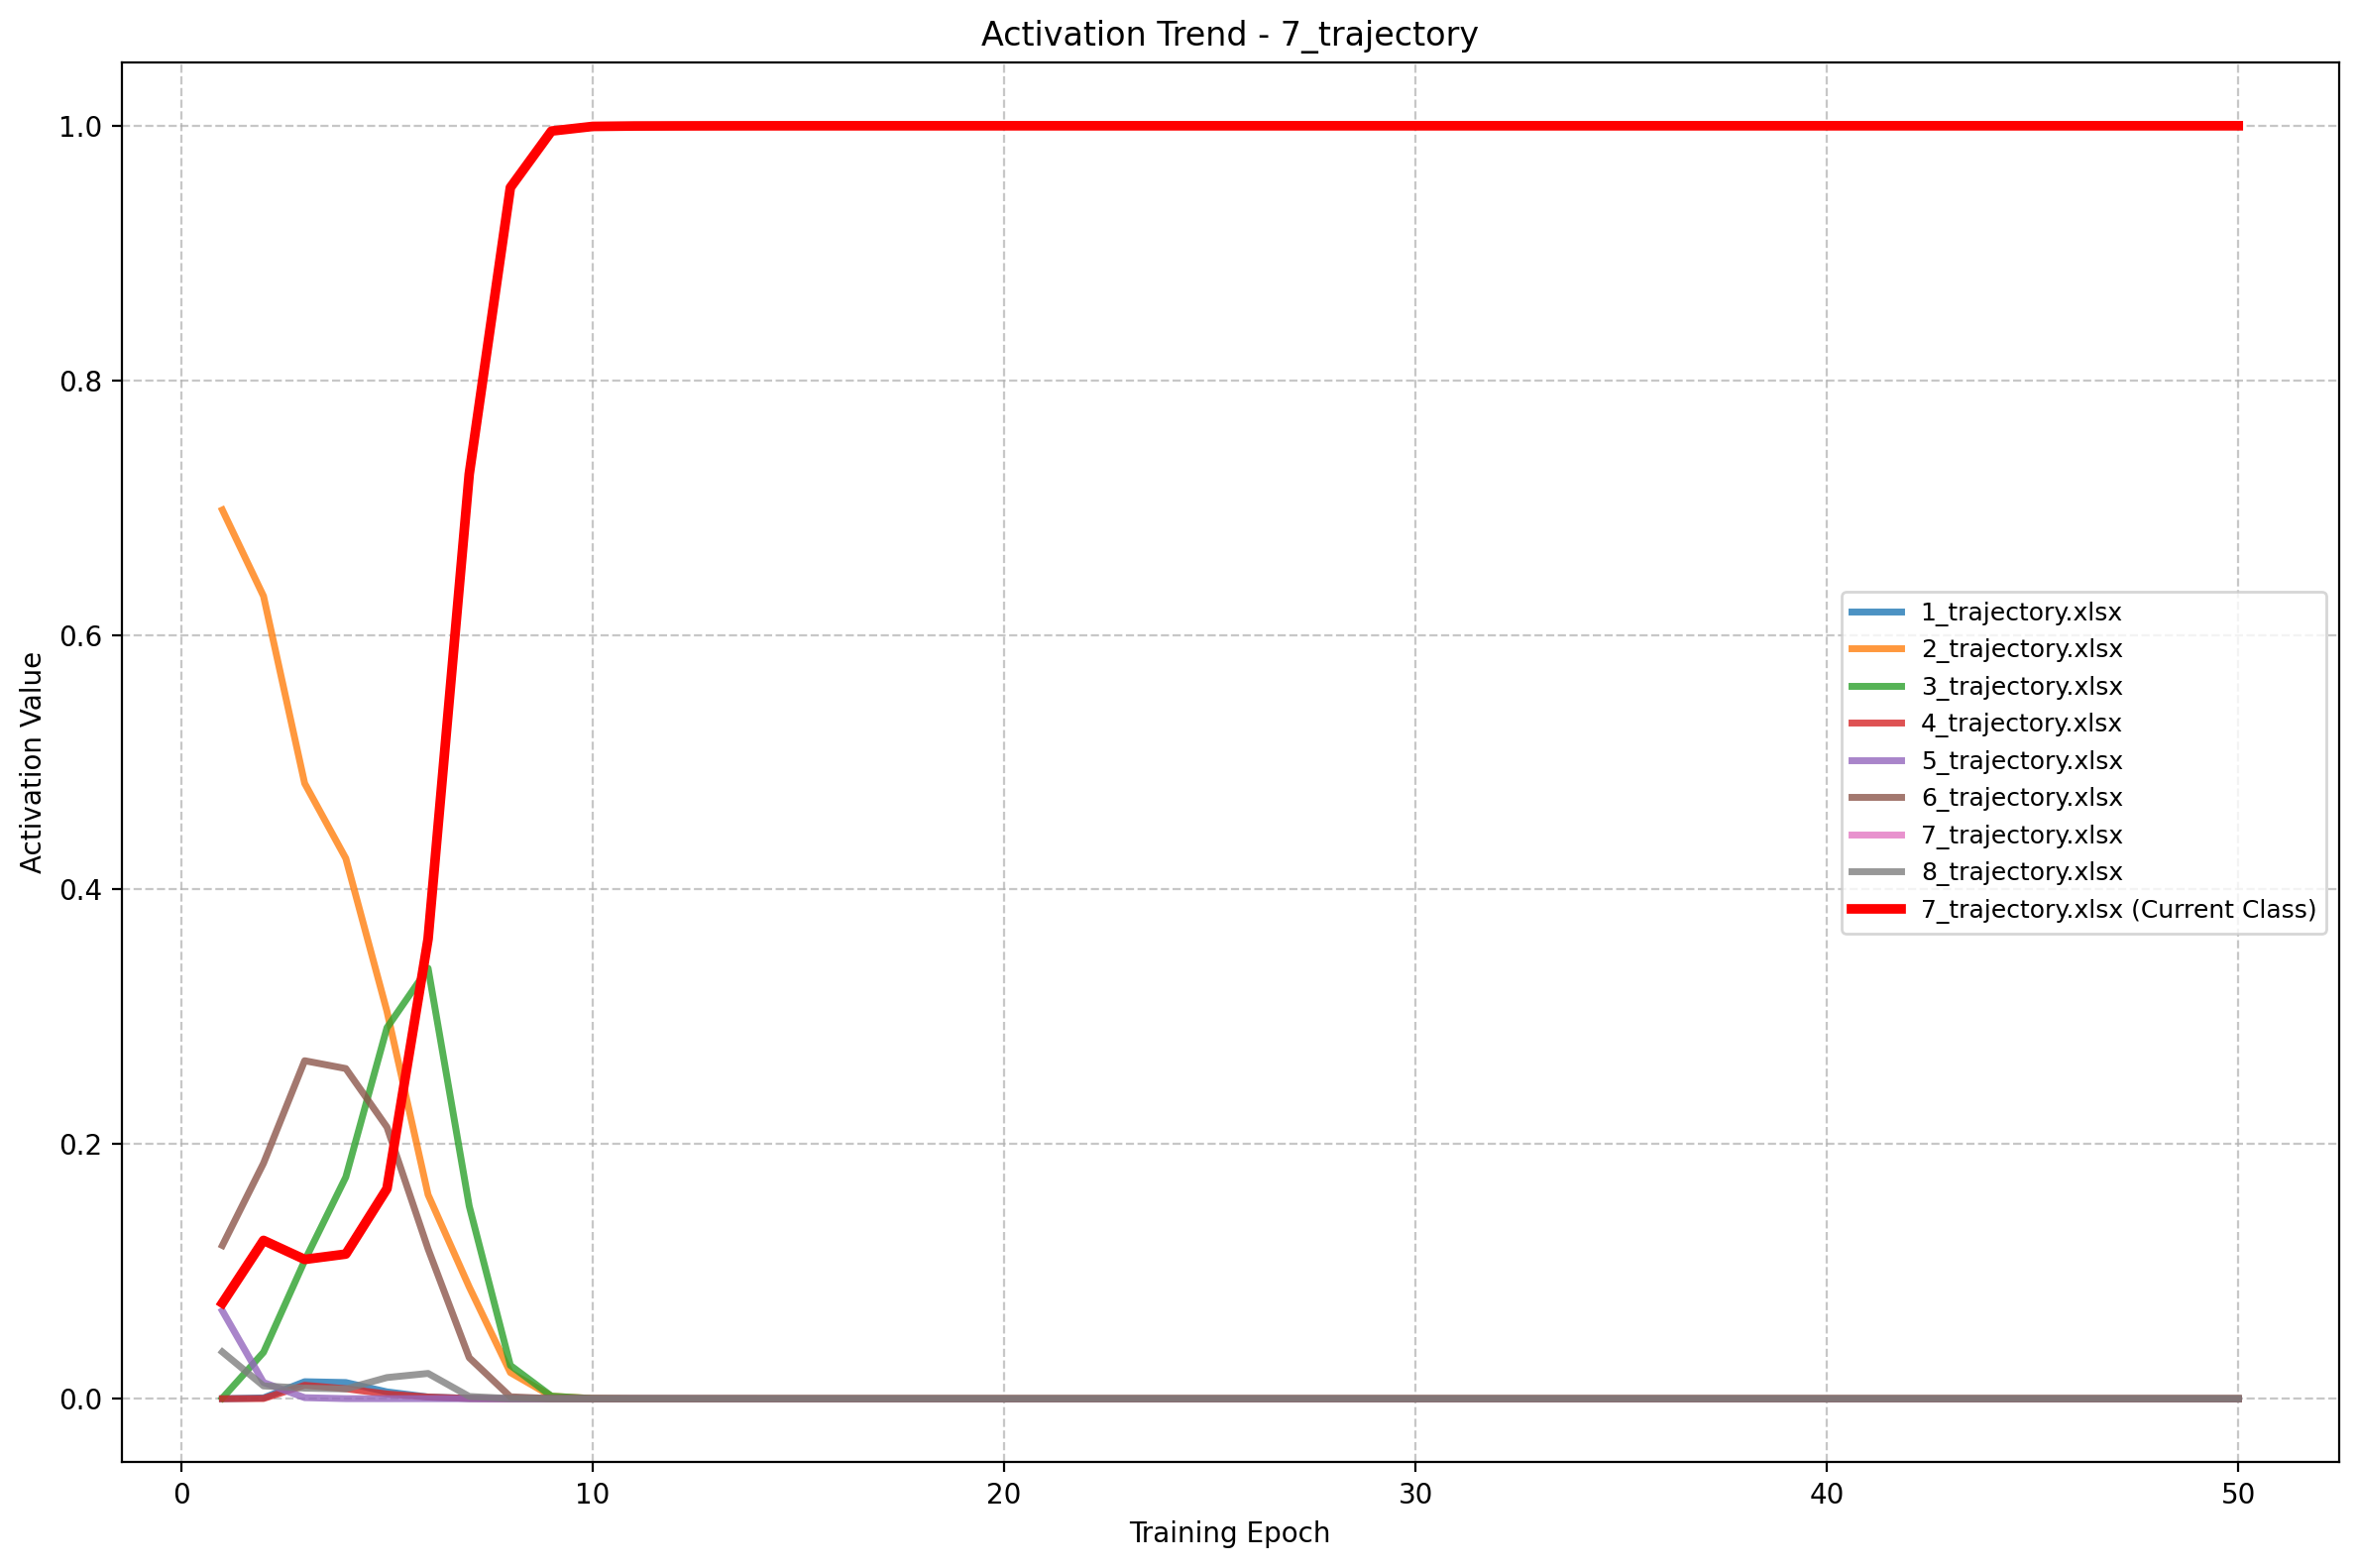 Activation Trend - 7_trajectory
1.0
0.8
0.6
0.4
0.2
0.0
Activation Value
0 10 20 30 40 50
Training Epoch
1_trajectory.xlsx
2_trajectory.xlsx
3_trajectory.xlsx
4_trajectory.xlsx
5_trajectory.xlsx
6_trajectory.xlsx
7_trajectory.xlsx
8_trajectory.xlsx
7_trajectory.xlsx (Current Class)